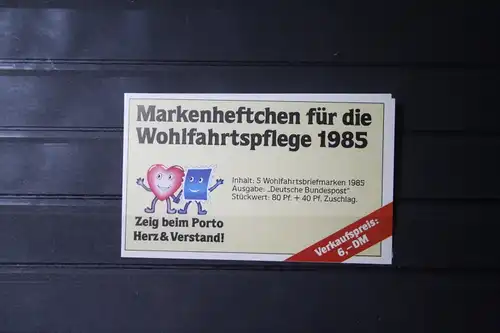 Markenheftchen für die
Wohlfahrtspflege 1985
Inhalt: 5 Wohlfahrtsbriefmarken 1985
Ausgabe: „Deutsche Bundespost"
Stückwert: 80 Pf. + 40 Pf. Zuschlag.
Zeig beim Porto
Herz & Verstand!
Verkaufspreis:
6,– DM